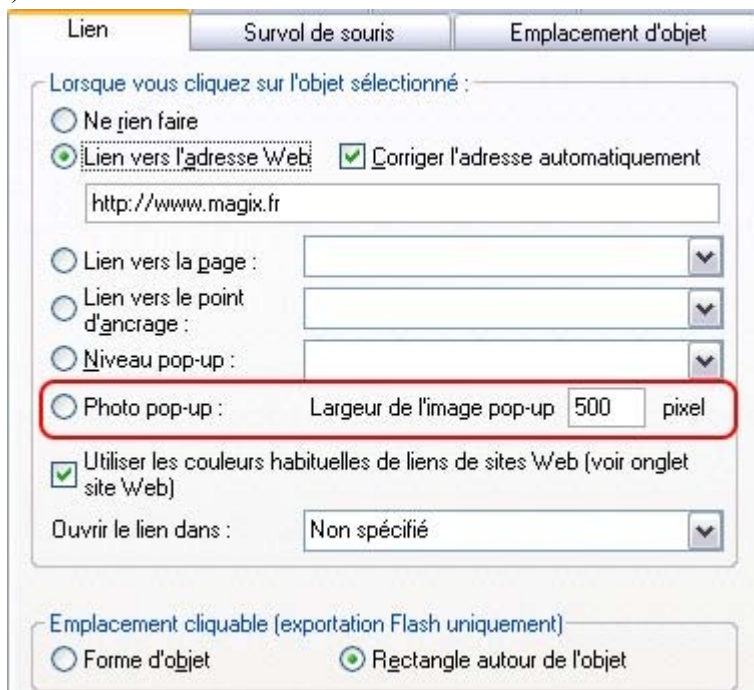 Lien Survol de souris Emplacement d'objet
Lorsque vous cliquez sur l'objet sélectionné :
Ne rien faire
Lien vers l'adresse Web Corriger l'adresse automatiquement
http://www.magix.fr
Lien vers la page :
Lien vers le point
d'ancrage :
Niveau pop-up :
Photo pop-up : Largeur de l'image pop-up 500 pixel
Utiliser les couleurs habituelles de liens de sites Web (voir onglet
site Web)
Ouvrir le lien dans : Non spécifié
Emplacement cliquable (exportation Flash uniquement)
Forme d'objet Rectangle autour de l'objet